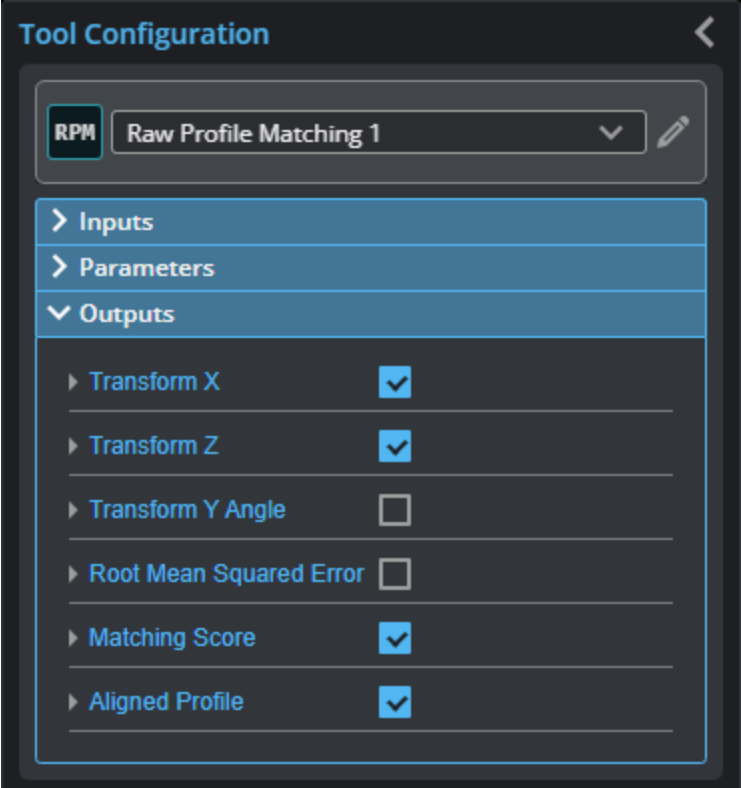 Tool Configuration
RPM Raw Profile Matching 1
Inputs
Parameters
Outputs
Transform X
Transform Z
Transform Y Angle
Root Mean Squared Error
Matching Score
Aligned Profile